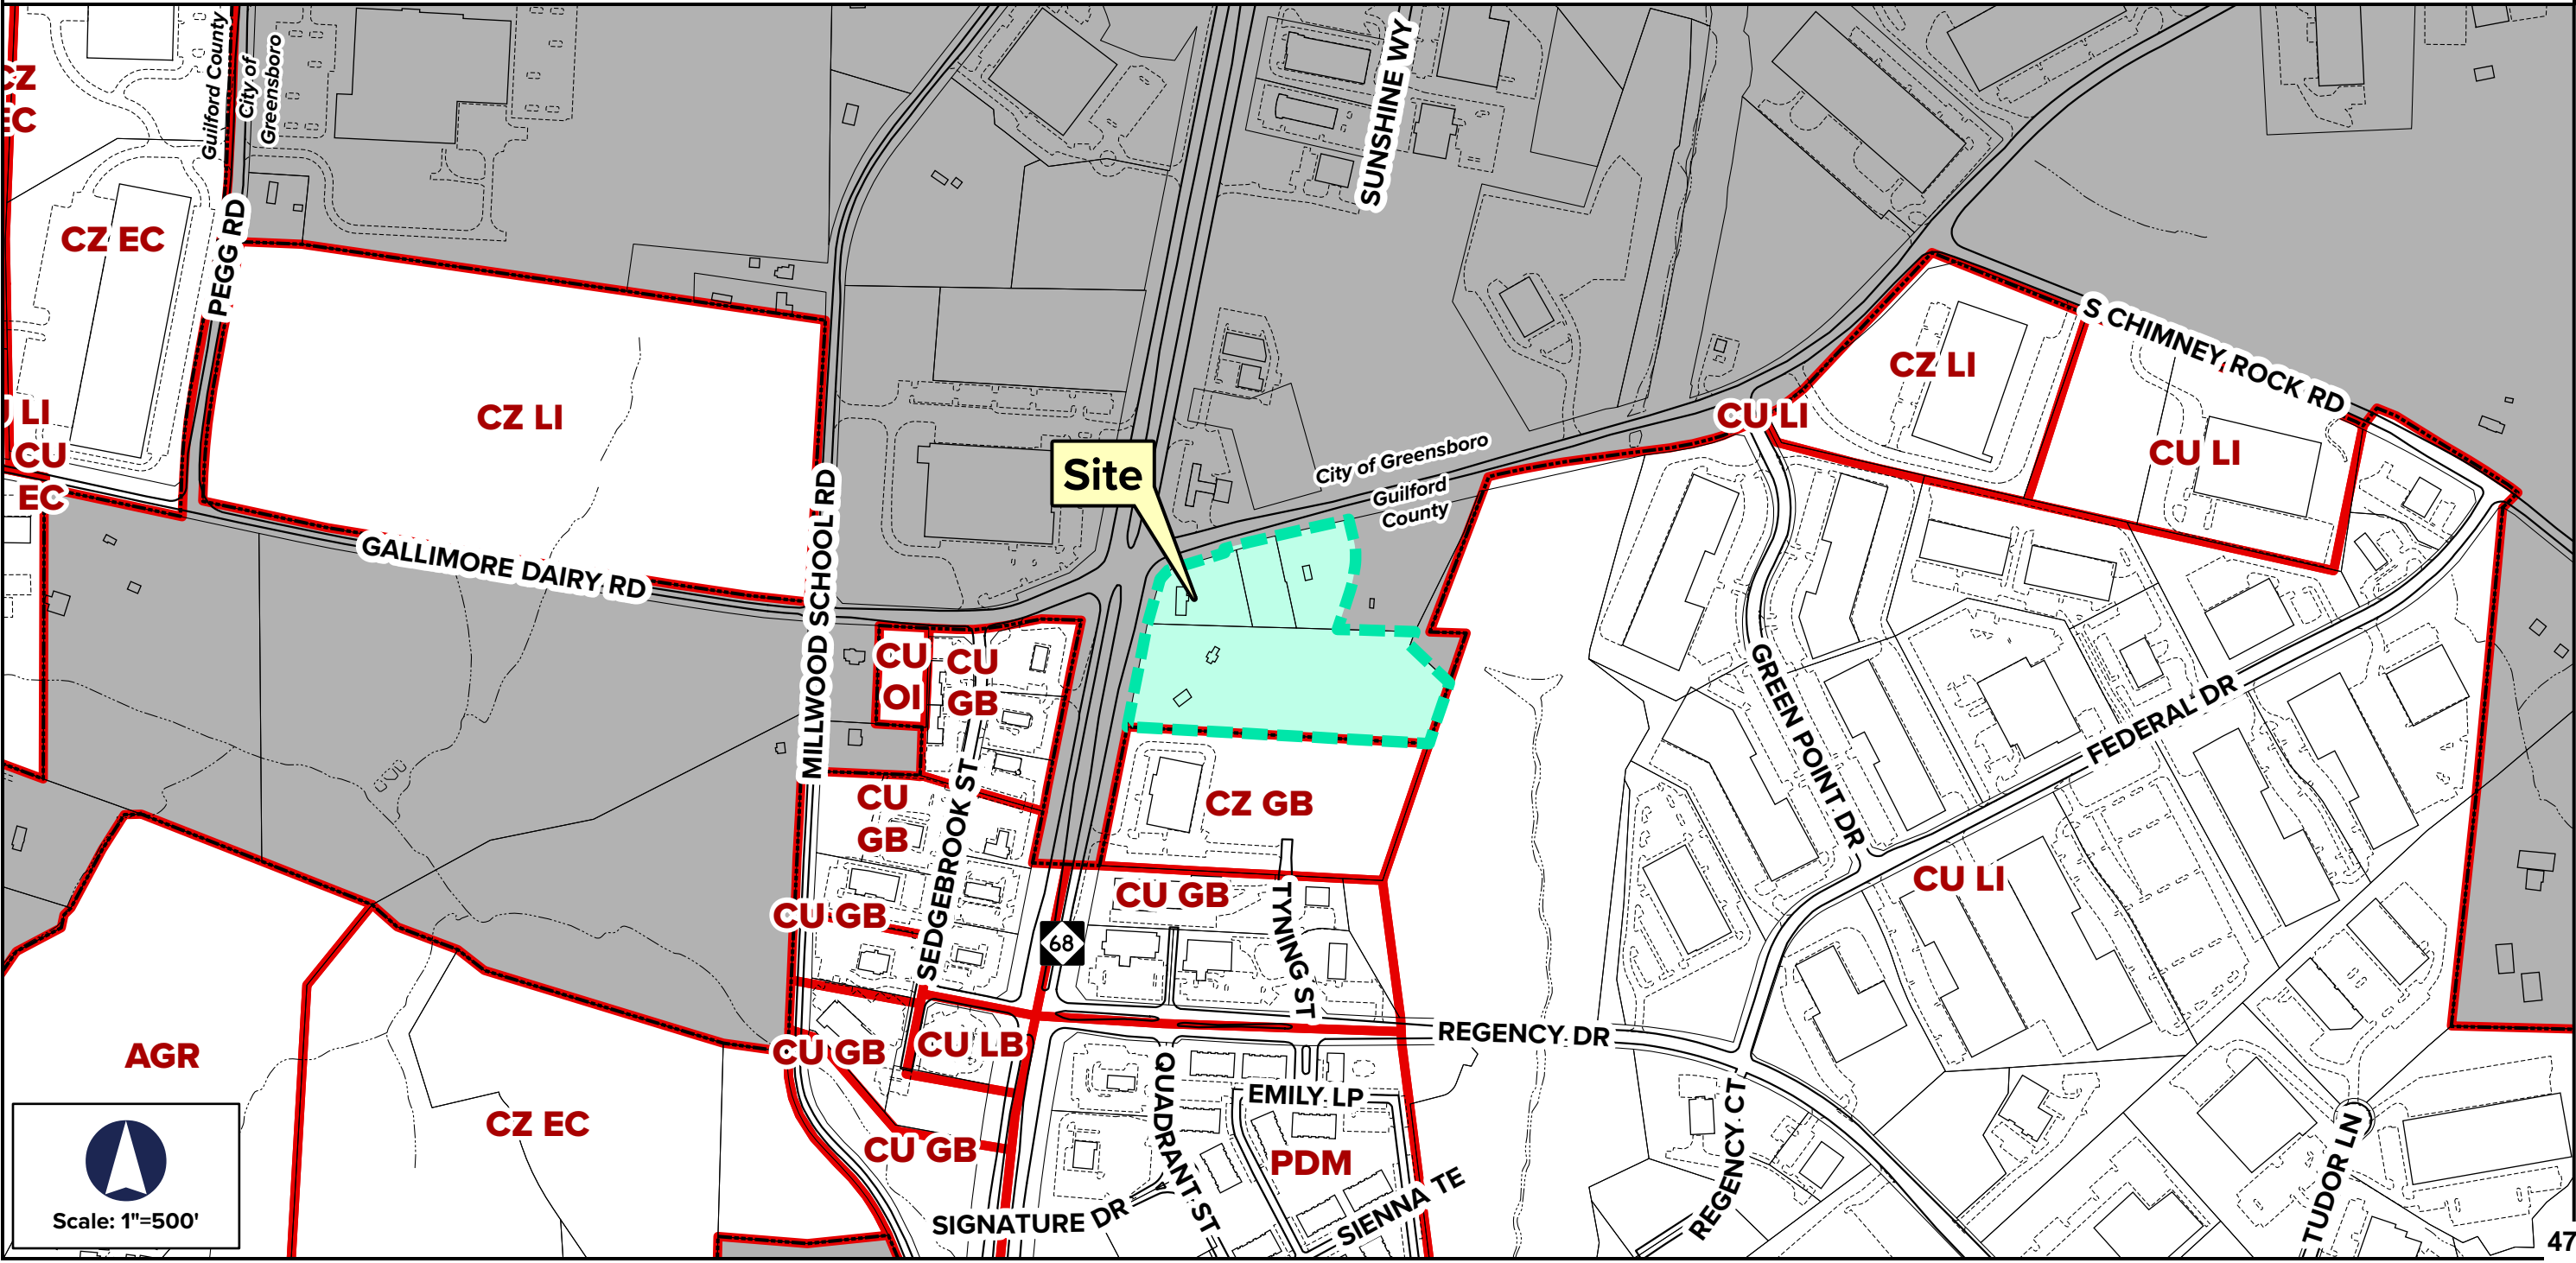 Guilford County
City of
Greensboro
SUNSHINE WY
CZ
EC
CZ EC
PEGG RD
S CHIMNEY ROCK RD
CZ LI
CZ LI
LI
CU
EC
CU LI
CU LI
City of Greensboro
Guilford
County
Site
GALLIMORE DAIRY RD
MILLWOOD SCHOOL RD
CU
OI
CU
GB
GREEN POINT DR
FEDERAL DR
CU
GB
SEDGEBROOK ST
CZ GB
CU LI
CU GB
CU GB
TYNING ST
68
REGENCY DR
CU GB
CU LB
AGR
CZ EC
QUADRANT ST
EMILY LP
REGENCY CT
CU GB
PDM
SIENNA TE
SIGNATURE DR
TUDOR LN
Scale: 1"=500'
47